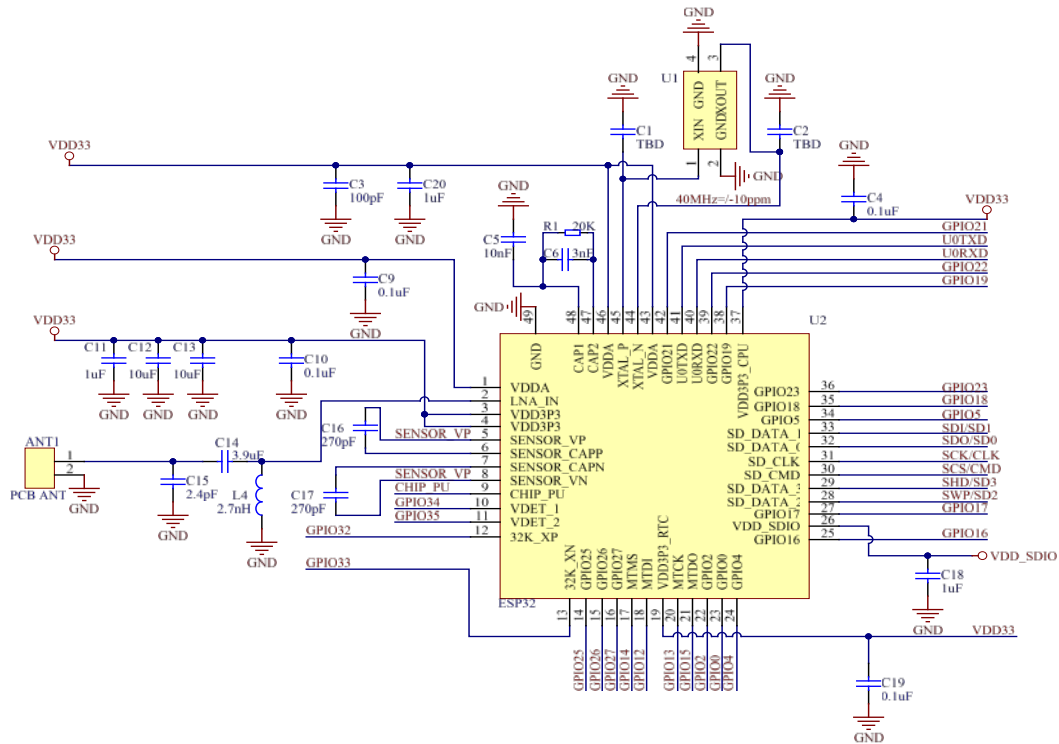 GND
4
3
U1
XIN GND
GNDXOUT
1
2
GND
40MHz=/-10ppm
GND
C1
TBD
GND
C2
TBD
VDD33
C3
100pF
GND
C20
1uF
GND
GND
C5
10nF
R1 20K
C6 3nF
GND
C4
0.1uF
VDD33
GPIO21
U0TXD
U0RXD
GPIO22
GPIO19
VDD33
C9
0.1uF
GND
VDD33
C11
1uF
GND
C12
10uF
GND
C13
10uF
GND
C10
0.1uF
GND
GND
49
48
47
46
45
44
43
42
41
40
39
38
37
U2
GND
CAP1
CAP2
VDDA
XTAL_P
XTAL_N
VDDA
GPIO21
U0TXD
U0RXD
GPIO22
GPIO19
VDD3P3_CPU
1 VDDA
2 LNA_IN
3 VDD3P3
4 VDD3P3
SENSOR_VP 5 SENSOR_VP
6 SENSOR_CAPP
7 SENSOR_CAPN
SENSOR_VP 8 SENSOR_VN
CHIP_PU 9 CHIP_PU
GPIO34 10 VDET_1
GPIO35 11 VDET_2
GPIO32 12 32K_XP
GPIO33
C16
270pF
C17
270pF
ANT1
1
2
PCB ANT
GND
C14
3.9uF
C15
2.4pF
GND
L4
2.7nH
GND
GPIO23 36 GPIO23
GPIO18 35 GPIO18
GPIO5 34 GPIO5
SD_DATA_1 33 SDI/SD1
SD_DATA_0 32 SDO/SD0
SD_CLK 31 SCK/CLK
SD_CMD 30 SCS/CMD
SD_DATA_3 29 SHD/SD3
SD_DATA_2 28 SWP/SD2
GPIO17 27 GPIO17
VDD_SDIO 26
GPIO16 25 GPIO16
VDD_SDIO
C18
1uF
GND
32K_XN
GPIO25
GPIO26
GPIO27
MTMS
MTDI
VDD3P3_RTC
MTCK
MTDO
GPIO2
GPIO0
GPIO4
ESP32
13
14
15
16
17
18
19
20
21
22
23
24
GPIO25
GPIO26
GPIO27
GPIO14
GPIO12
GPIO13
GPIO15
GPIO2
GPIO0
GPIO4
VDD33
C19
0.1uF
GND